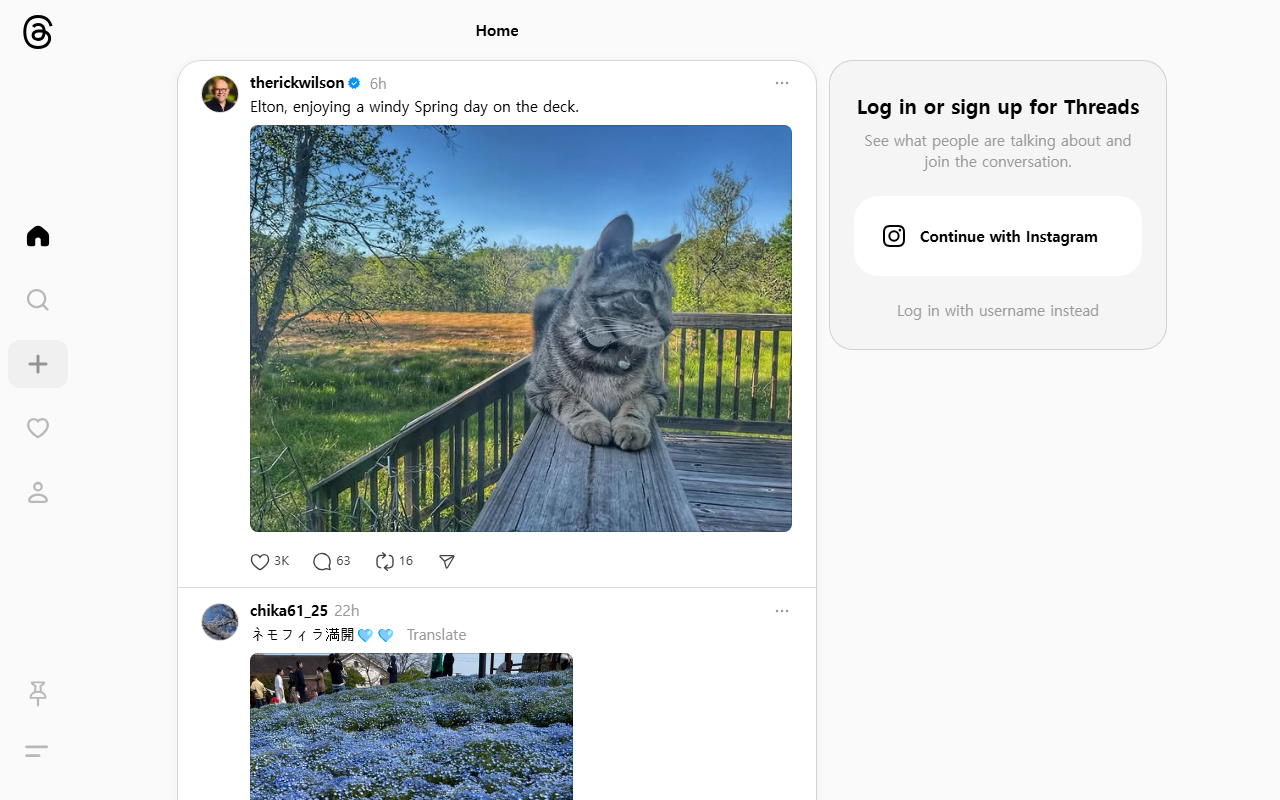 Home
therickwilson 6h
Elton, enjoying a windy Spring day on the deck.
3K 63 16
chika61_25 22h
ネモフィラ満開🩵🩵 Translate
Log in or sign up for Threads
See what people are talking about and
join the conversation.
Continue with Instagram
Log in with username instead